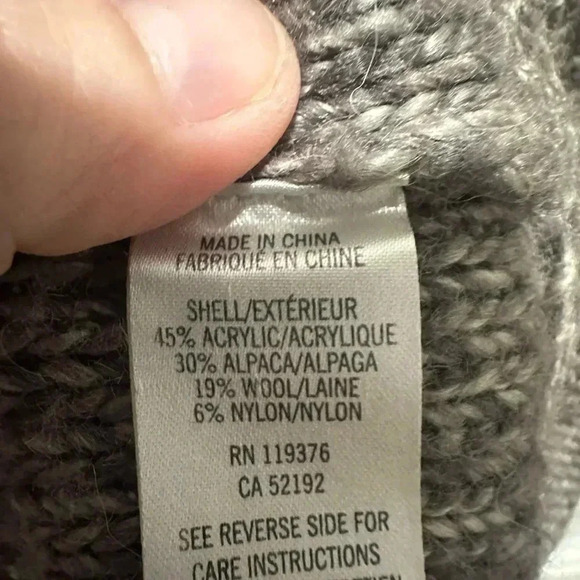 MADE IN CHINA
FABRIQUÉ EN CHINE
SHELL/EXTÉRIEUR
45% ACRYLIC/ACRYLIQUE
30% ALPACA/ALPAGA
19% WOOL/LAINE
6% NYLON/NYLON
RN 119376
CA 52192
SEE REVERSE SIDE FOR
CARE INSTRUCTIONS